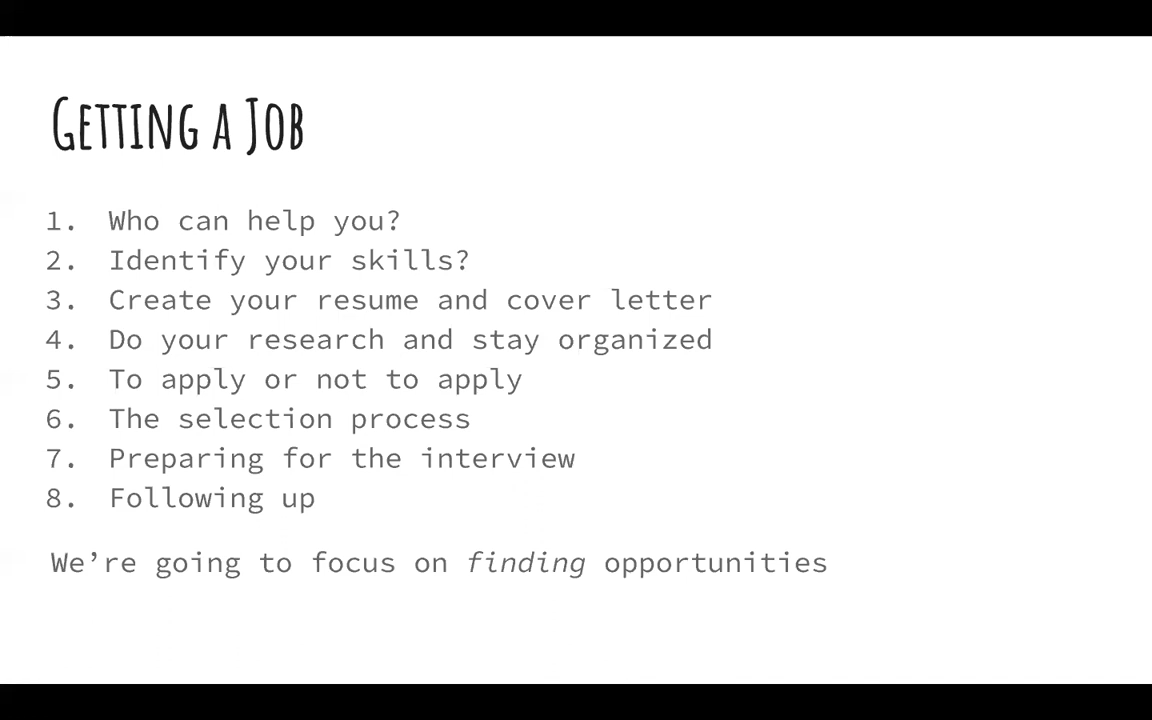 Getting a Job
1. Who can help you?
2. Identify your skills?
3. Create your resume and cover letter
4. Do your research and stay organized
5. To apply or not to apply
6. The selection process
7. Preparing for the interview
8. Following up
We’re going to focus on finding opportunities